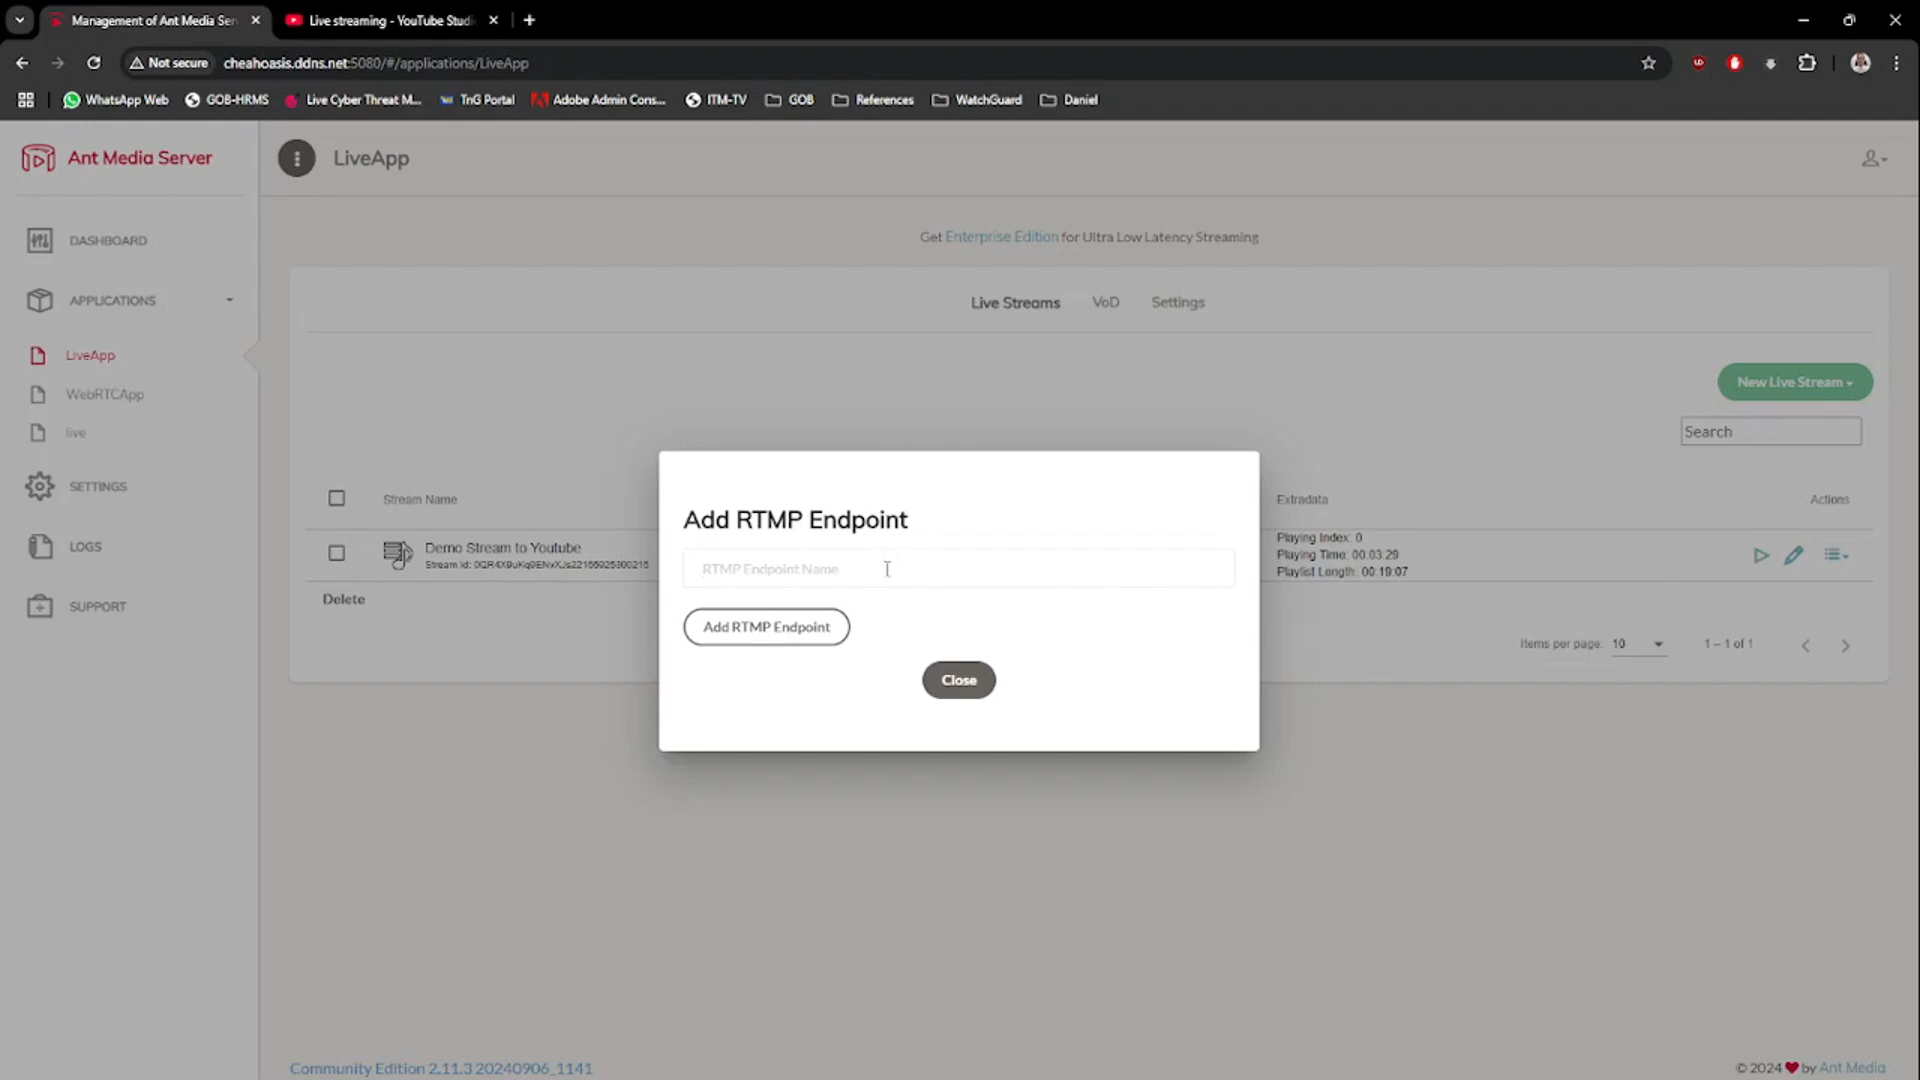 Management of Ant Media Ser
Live streaming - YouTube Studi
Not secure
cheahoasis.ddns.net:5080/#/applications/LiveApp
WhatsApp Web
GOB-HRMS
Live Cyber Threat M...
TnG Portal
Adobe Admin Cons...
ITM-TV
GOB
References
WatchGuard
Daniel
Ant Media Server
LiveApp
DASHBOARD
Get Enterprise Edition for Ultra Low Latency Streaming
APPLICATIONS
Live Streams
VoD
Settings
LiveApp
WebRTCApp
live
New Live Stream
Search
SETTINGS
LOGS
SUPPORT
Stream Name
Extradata
Actions
Demo Stream to Youtube
Stream Id:
Playing Index: 0
Playing Time: 00:03:29
Playlist Length: 00:19:07
Delete
Items per page: 10
1 – 1 of 1
Add RTMP Endpoint
RTMP Endpoint Name
Add RTMP Endpoint
Close
Community Edition 2.11.3 20240906_1141
© 2024 ❤ by Ant Media